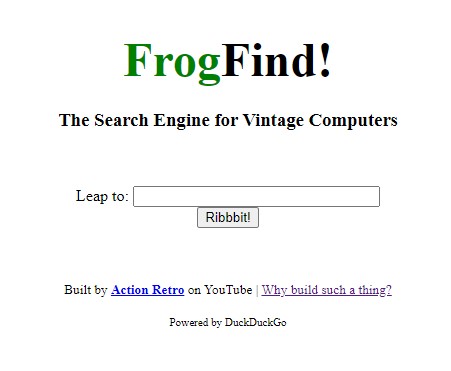 FrogFind!
The Search Engine for Vintage Computers
Leap to:
Ribbbit!
Built by Action Retro on YouTube | Why build such a thing?
Powered by DuckDuckGo